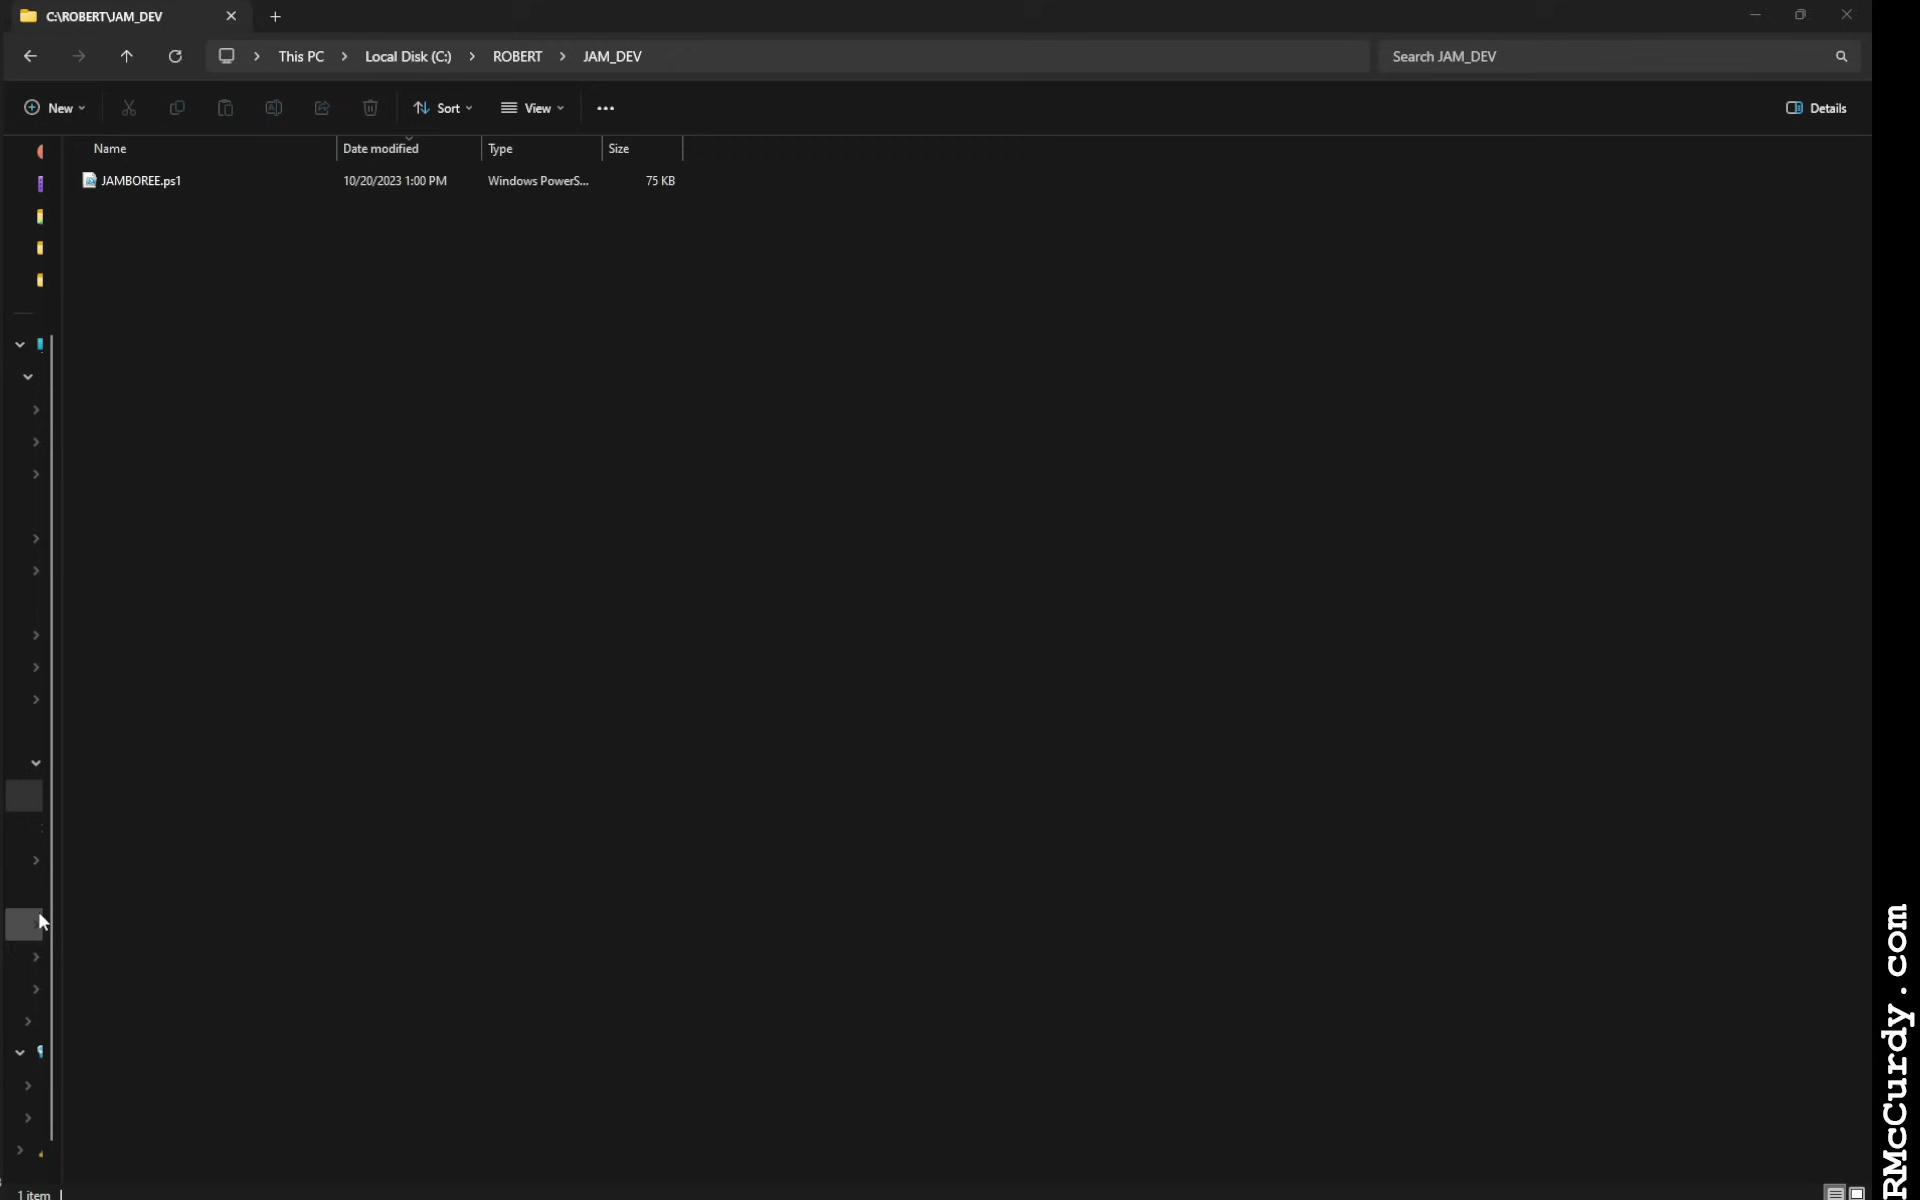 C:\ROBERT\JAM_DEV
This PC
Local Disk (C:)
ROBERT
JAM_DEV
Search JAM_DEV
New
Sort
View
Details
Name
Date modified
Type
Size
JAMBOREE.ps1
10/20/2023 1:00 PM
Windows PowerS...
75 KB
1 item
RMcCurdy.com